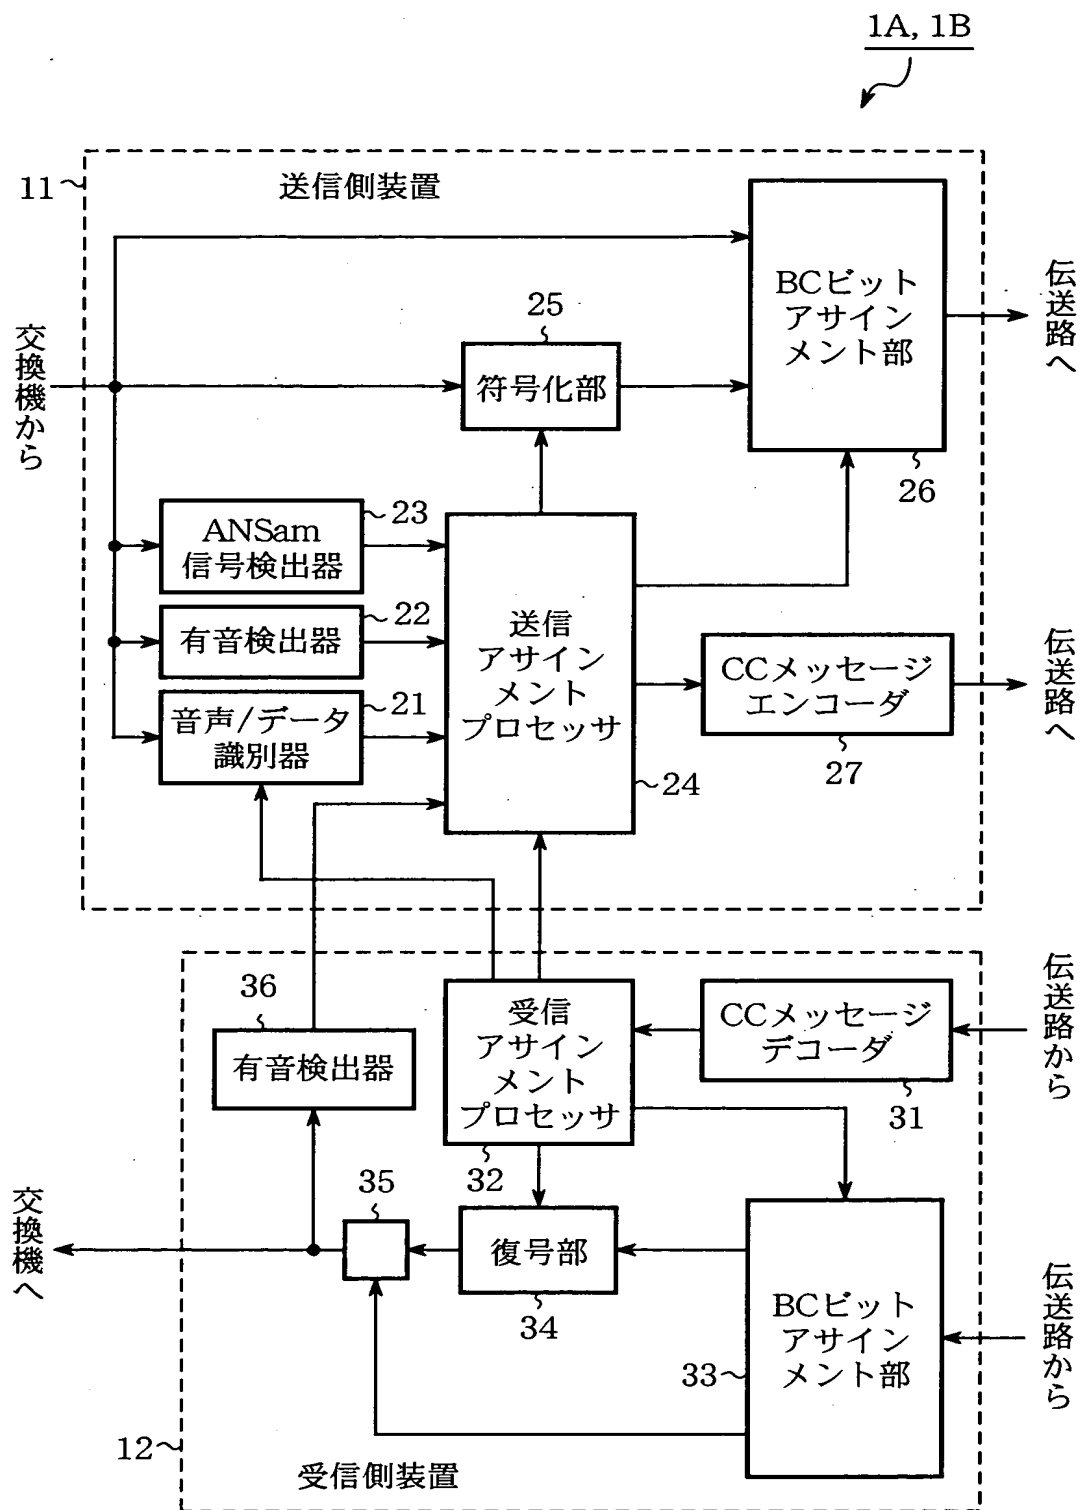 1A, 1B
11
送信側装置
BCビット
アサイン
メント部
26
伝送路へ
25
符号化部
交換機から
ANSam
信号検出器
23
有音検出器
22
音声/データ
識別器
21
送信
アサイン
メント
プロセッサ
24
CCメッセージ
エンコーダ
27
伝送路へ
36
有音検出器
受信
アサイン
メント
プロセッサ
32
CCメッセージ
デコーダ
31
伝送路から
交換機へ
35
復号部
34
BCビット
アサイン
メント部
33
伝送路から
12
受信側装置